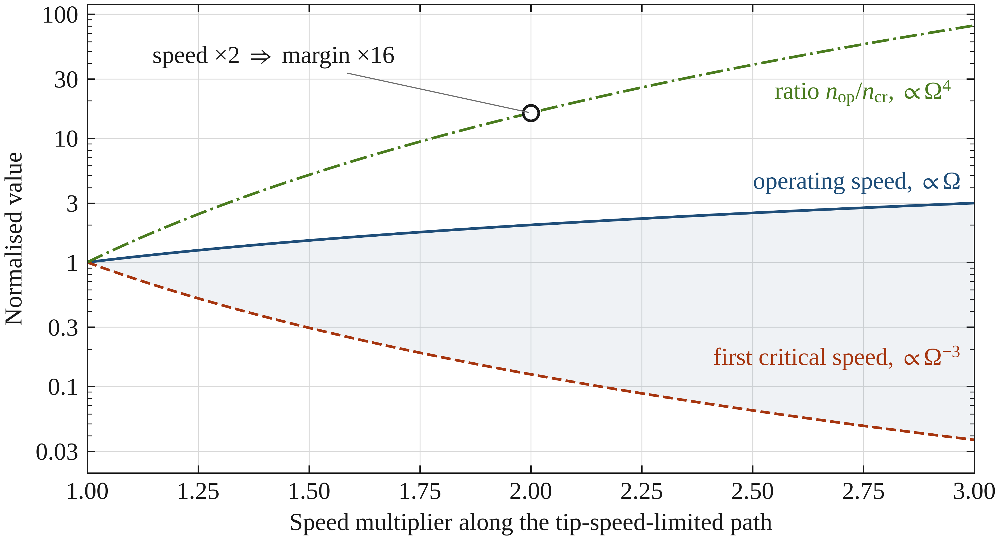 100
30
10
3
1
0.3
0.1
0.03
Normalised value
speed ×2 ⇒ margin ×16
ratio n_op/n_cr, ∝Ω⁴
operating speed, ∝Ω
first critical speed, ∝Ω⁻³
1.00 1.25 1.50 1.75 2.00 2.25 2.50 2.75 3.00
Speed multiplier along the tip-speed-limited path